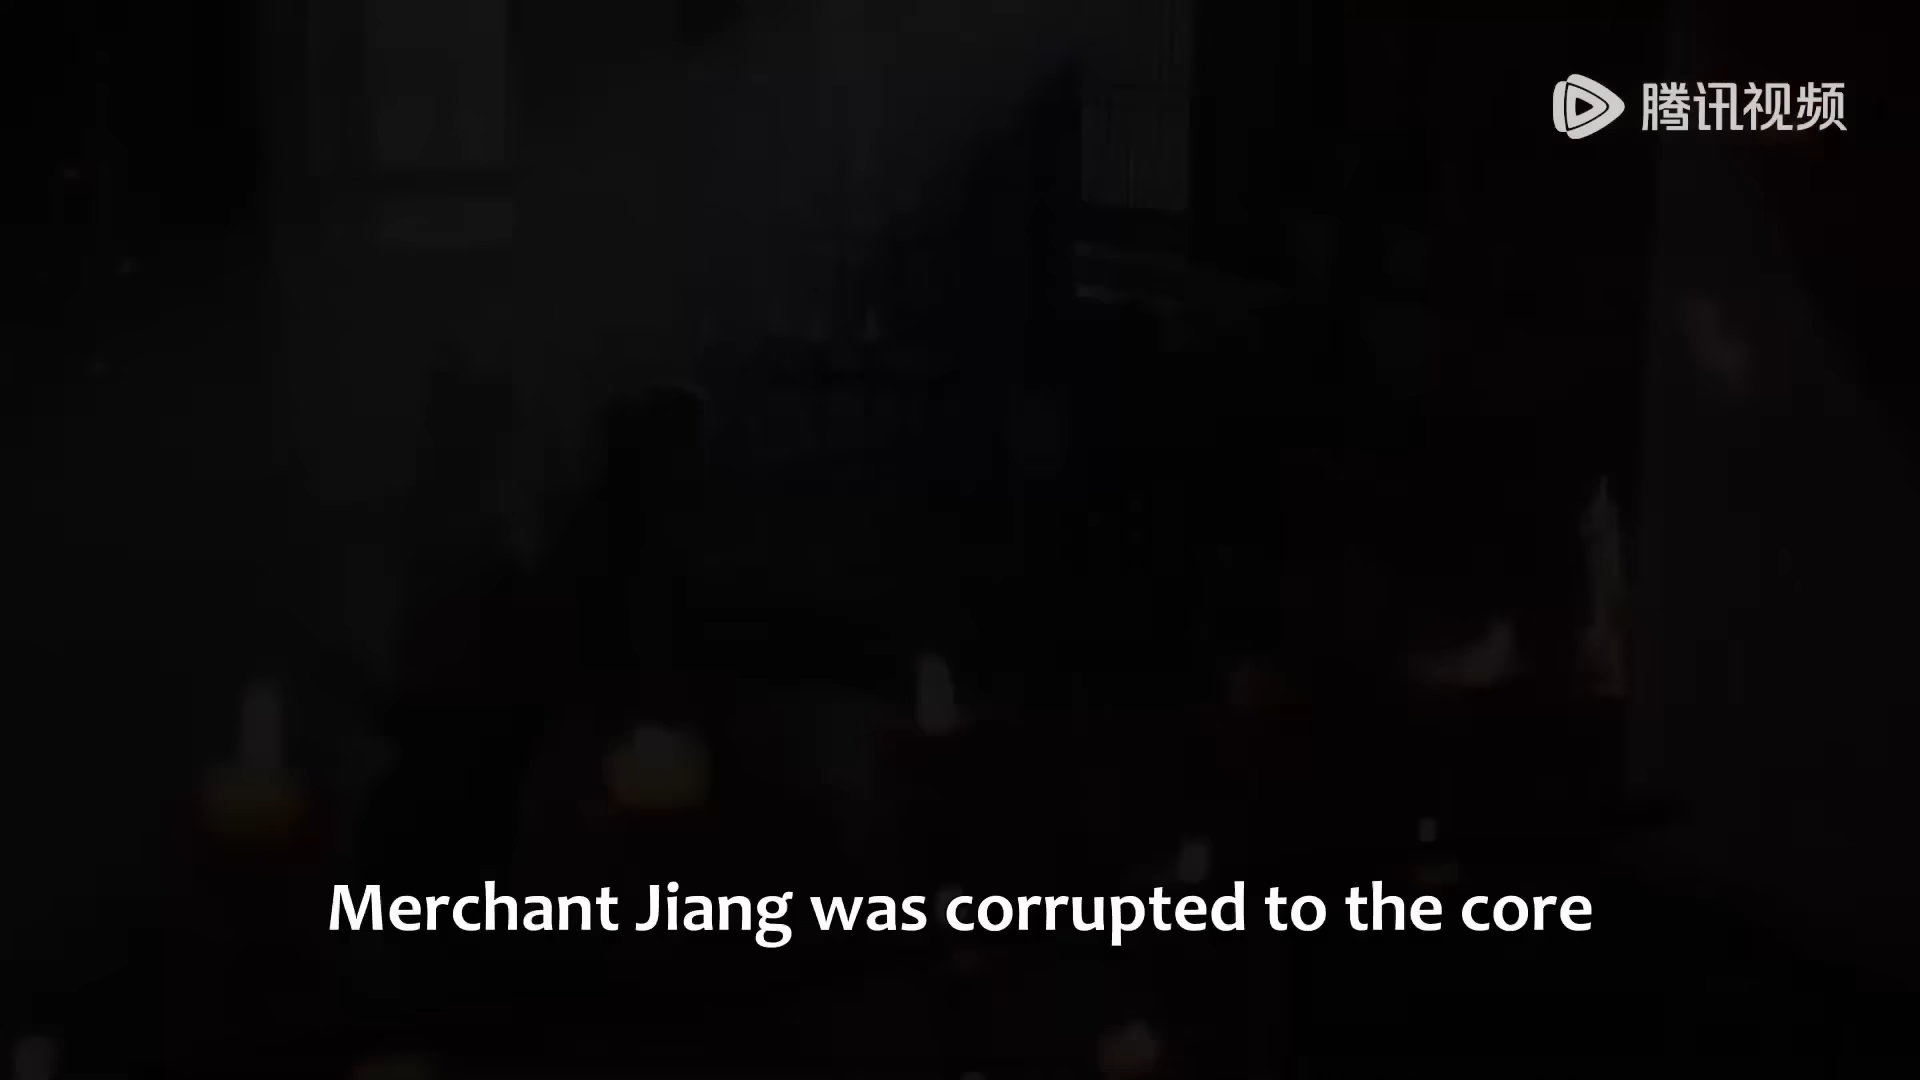 腾讯视频
Merchant Jiang was corrupted to the core